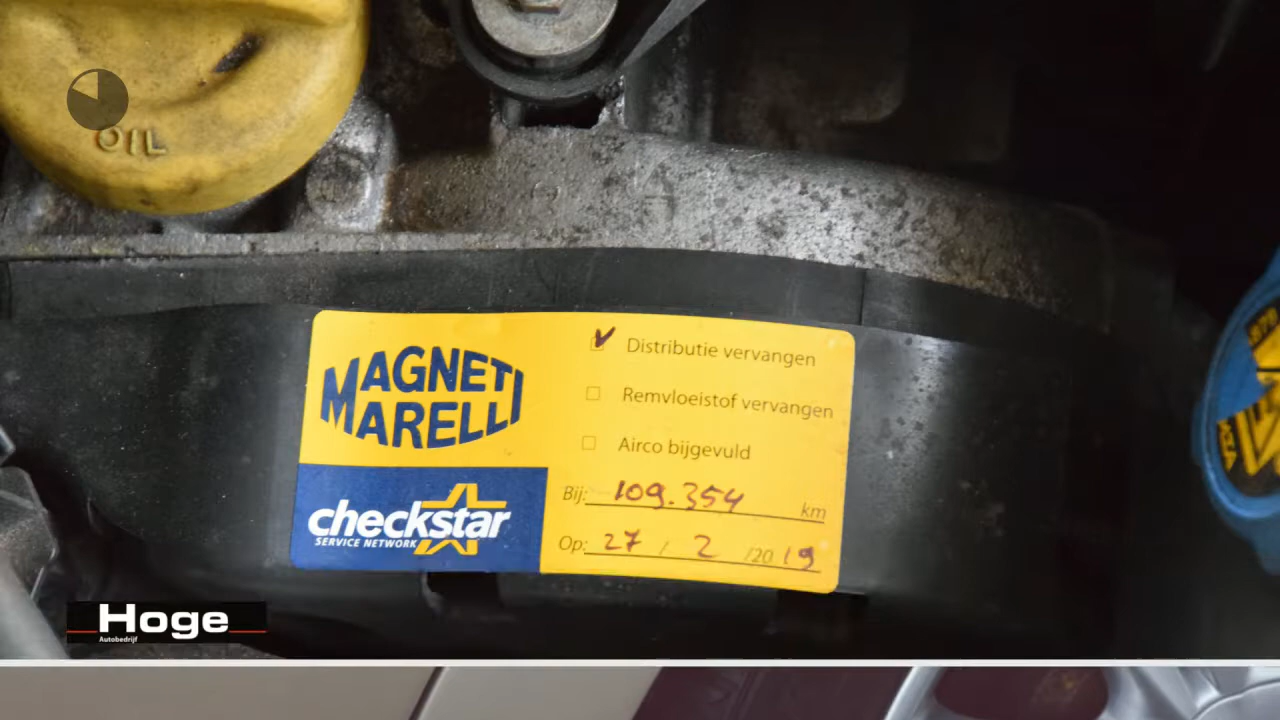 OIL
MAGNETI
MARELLI
checkstar
SERVICE NETWORK
Distributie vervangen
Remvloeistof vervangen
Airco bijgevuld
Bij: 109.354 km
Op: 27 / 2 /2019
Hoge
Autobedrijf